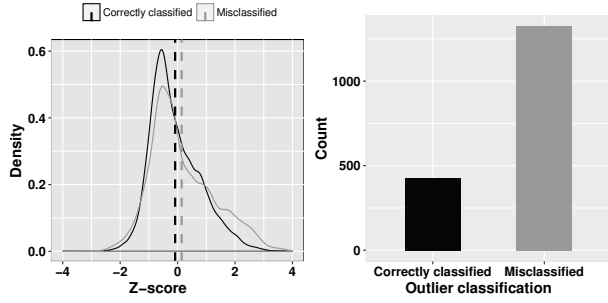 Correctly classified Misclassified
0.6
0.4
0.2
0.0
Density
−4 −2 0 2 4
Z−score
1000
500
0
Count
Correctly classified Misclassified
Outlier classification